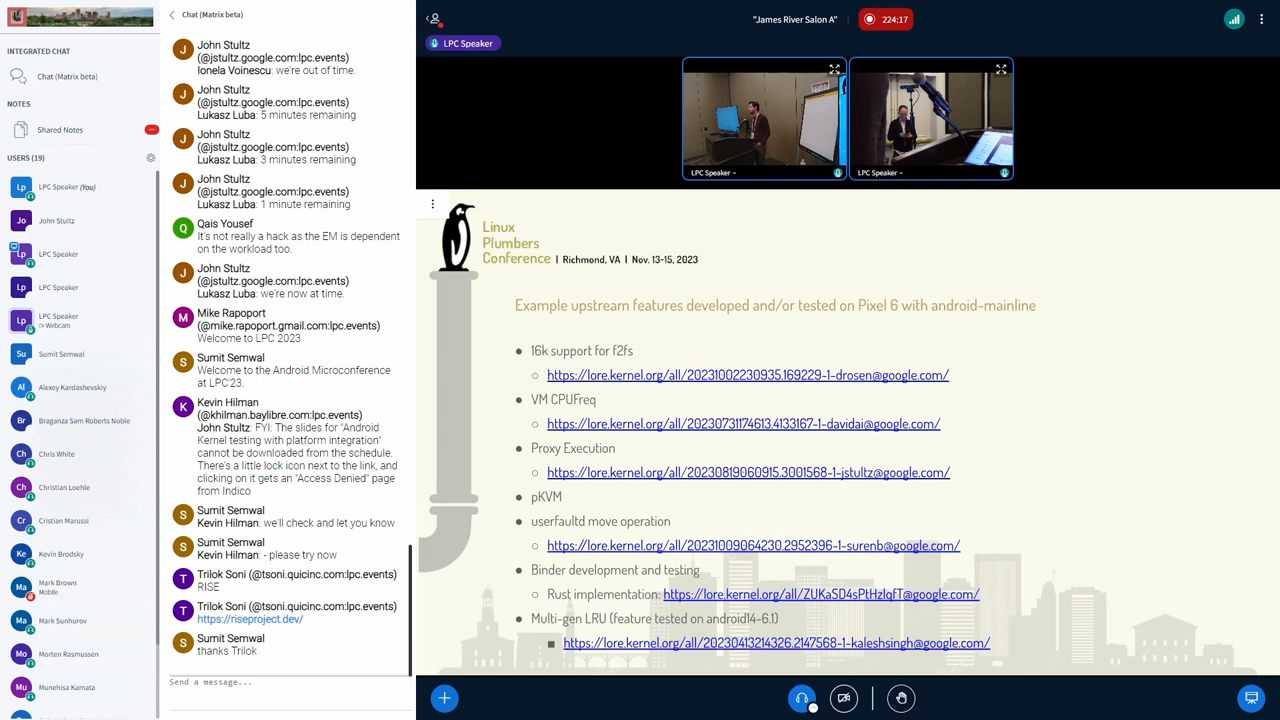 INTEGRATED CHAT
Chat (Matrix beta)
NOTES
Shared Notes
USERS (19)
Lp LPC Speaker (You)
Jo John Stultz
Lp LPC Speaker
Lp LPC Speaker
Lp LPC Speaker
Webcam
Su Sumit Semwal
Al Alexey Kardashevskiy
Br Braganza Sam Roberts Noble
Ch Chris White
Ch Christian Loehle
Cr Cristian Marussi
Ke Kevin Brodsky
Ma Mark Brown
Mobile
Ma Mark Sunhurov
Mo Morten Rasmussen
Mu Munehisa Kamata
Chat (Matrix beta)
J John Stultz
(@jstultz.google.com:lpc.events)
Ionela Voinescu: we're out of time.
J John Stultz
(@jstultz.google.com:lpc.events)
Lukasz Luba: 5 minutes remaining
J John Stultz
(@jstultz.google.com:lpc.events)
Lukasz Luba: 3 minutes remaining
J John Stultz
(@jstultz.google.com:lpc.events)
Lukasz Luba: 1 minute remaining
Q Qais Yousef
It's not really a hack as the EM is dependent
on the workload too.
J John Stultz
(@jstultz.google.com:lpc.events)
Lukasz Luba: we're now at time.
M Mike Rapoport
(@mike.rapoport.gmail.com:lpc.events)
Welcome to LPC 2023
S Sumit Semwal
Welcome to the Android Microconference
at LPC'23.
K Kevin Hilman
(@khilman.baylibre.com:lpc.events)
John Stultz: FYI: The slides for "Android
Kernel testing with platform integration"
cannot be downloaded from the schedule.
There's a little lock icon next to the link, and
clicking on it gets an "Access Denied" page
from Indico
S Sumit Semwal
Kevin Hilman: we'll check and let you know
S Sumit Semwal
Kevin Hilman: - please try now
T Trilok Soni (@tsoni.quicinc.com:lpc.events)
RISE
T Trilok Soni (@tsoni.quicinc.com:lpc.events)
https://riseproject.dev/
S Sumit Semwal
thanks Trilok
Send a message...
"James River Salon A" 224:17
LPC Speaker
LPC Speaker
LPC Speaker
Linux
Plumbers
Conference | Richmond, VA | Nov. 13-15, 2023
Example upstream features developed and/or tested on Pixel 6 with android-mainline
● 16k support for f2fs
○ https://lore.kernel.org/all/20231002230935.169229-1-drosen@google.com/
● VM CPUFreq
○ https://lore.kernel.org/all/20230731174613.4133167-1-davidai@google.com/
● Proxy Execution
○ https://lore.kernel.org/all/20230819060915.3001568-1-jstultz@google.com/
● pKVM
● userfaultd move operation
○ https://lore.kernel.org/all/20231009064230.2952396-1-surenb@google.com/
● Binder development and testing
○ Rust implementation: https://lore.kernel.org/all/ZUKaSD4sPtHzlqfT@google.com/
● Multi-gen LRU (feature tested on android14-6.1)
■ https://lore.kernel.org/all/20230413214326.2147568-1-kaleshsingh@google.com/